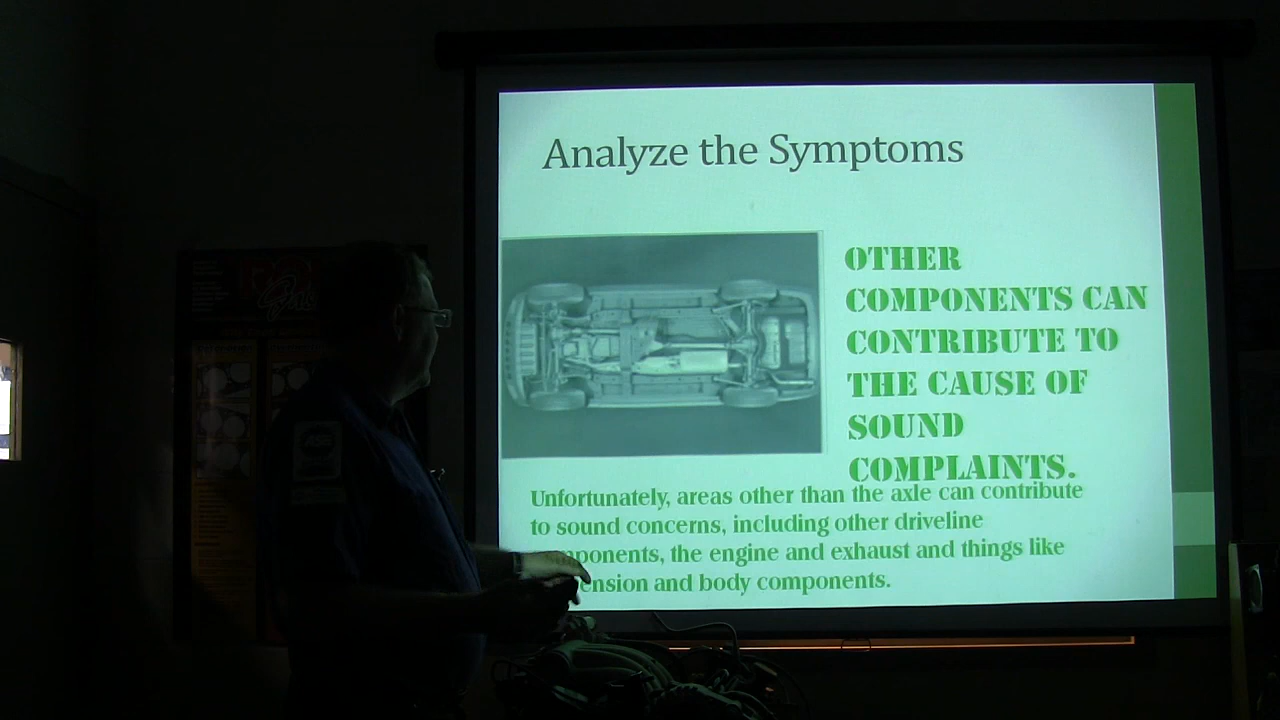 Analyze the Symptoms
OTHER
COMPONENTS CAN
CONTRIBUTE TO
THE CAUSE OF
SOUND
COMPLAINTS.
Unfortunately, areas other than the axle can contribute
to sound concerns, including other driveline
mponents, the engine and exhaust and things like
ension and body components.
ASE